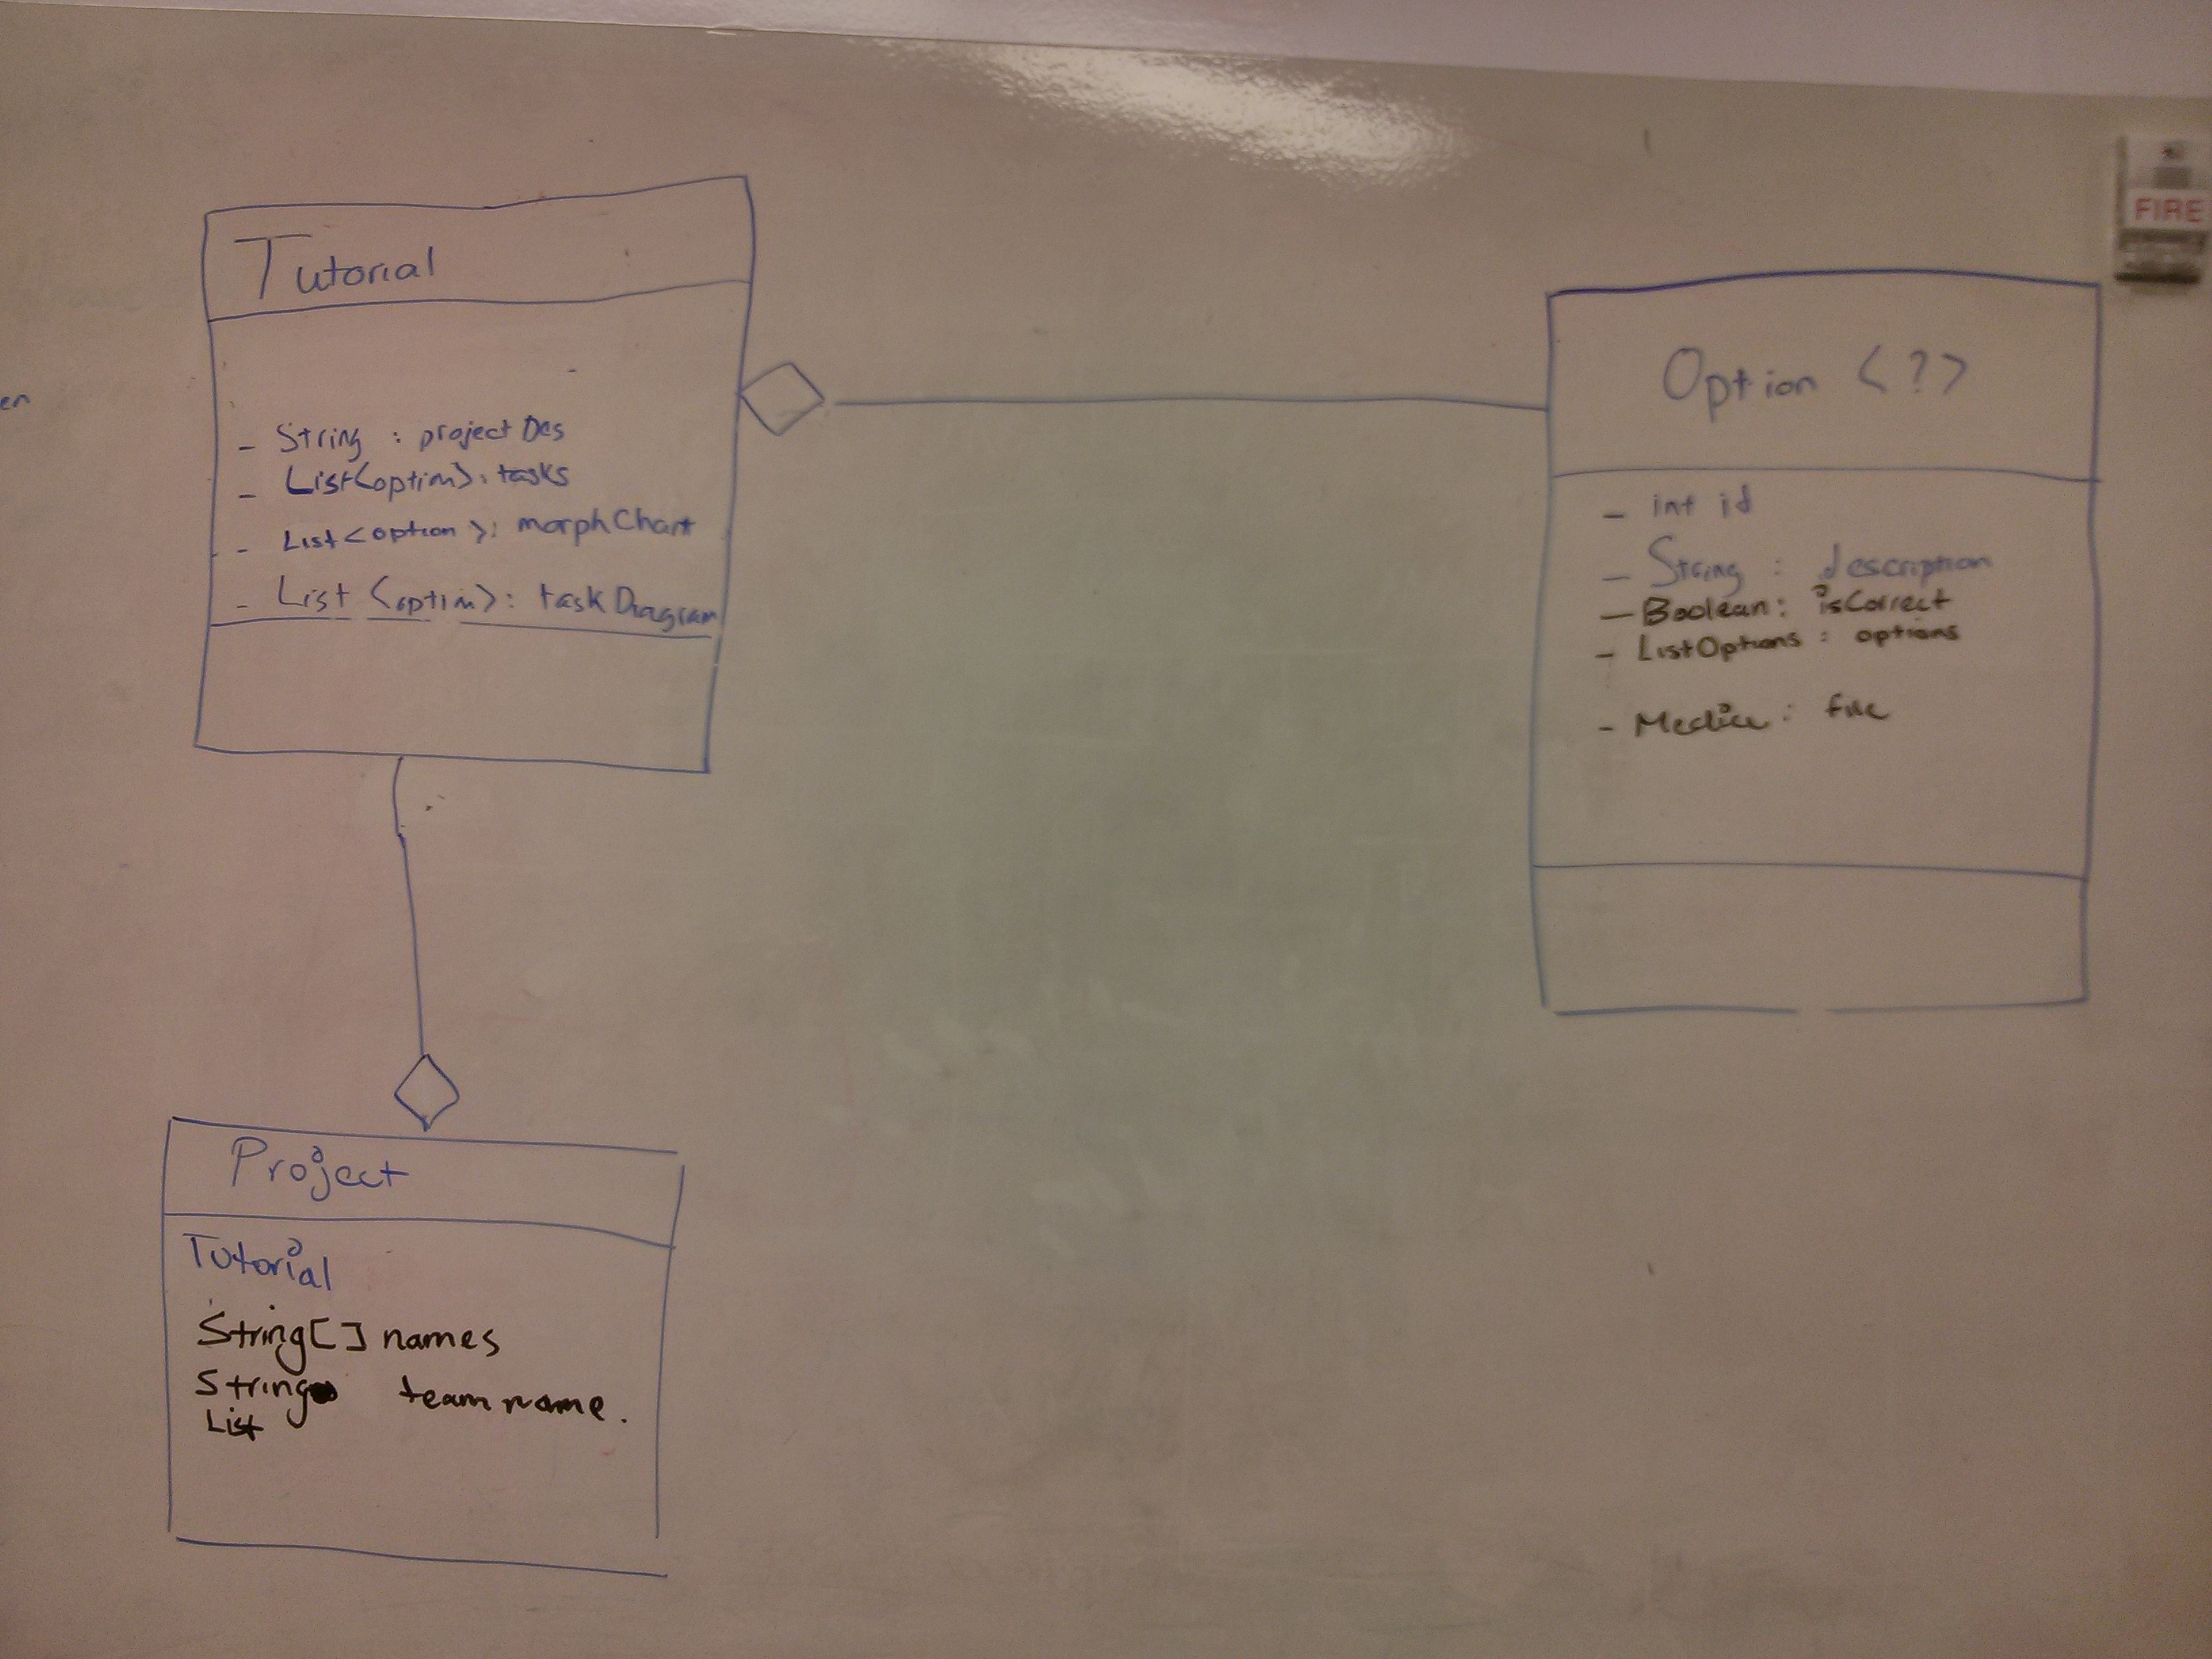 Tutorial
- String : projectDes
- List<option>: tasks
- List<option>: morphChart
- List <option>: taskDiagram
en
Option <?>
- int id
- String : description
- Boolean: isCorrect
- ListOptions : options
- Media: file
FIRE
Project
Tutorial
String[] names
String team name.
List